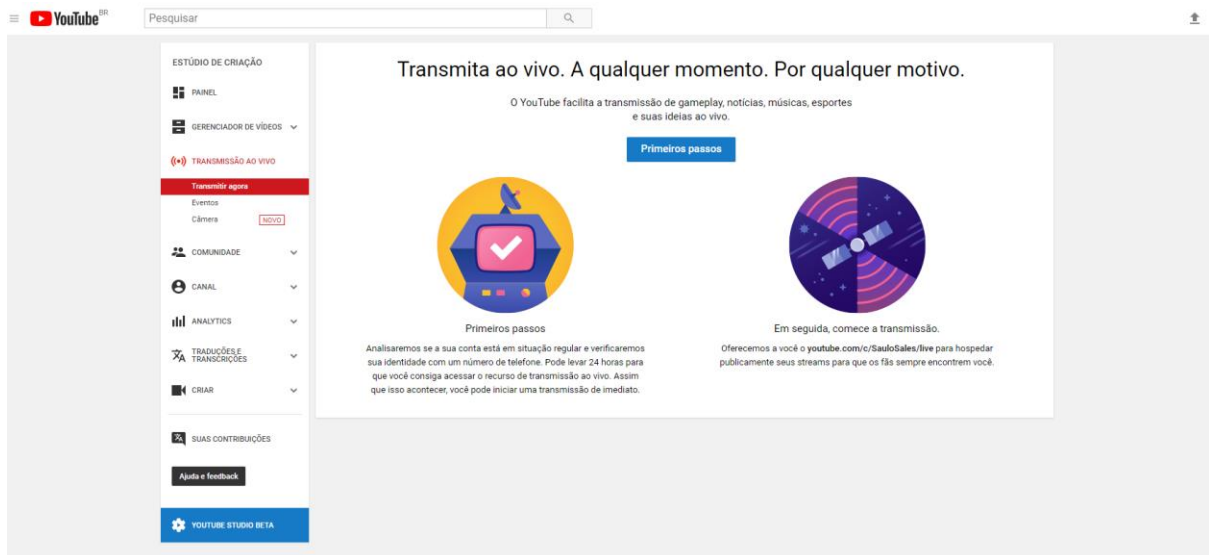 YouTube BR
Pesquisar
ESTÚDIO DE CRIAÇÃO
PAINEL
GERENCIADOR DE VÍDEOS
TRANSMISSÃO AO VIVO
Transmitir agora
Eventos
Câmera NOVO
COMUNIDADE
CANAL
ANALYTICS
TRADUÇÕES E
TRANSCRIÇÕES
CRIAR
SUAS CONTRIBUIÇÕES
Ajuda e feedback
YOUTUBE STUDIO BETA
Transmita ao vivo. A qualquer momento. Por qualquer motivo.
O YouTube facilita a transmissão de gameplay, notícias, músicas, esportes
e suas ideias ao vivo.
Primeiros passos
Primeiros passos
Analisaremos se a sua conta está em situação regular e verificaremos
sua identidade com um número de telefone. Pode levar 24 horas para
que você consiga acessar o recurso de transmissão ao vivo. Assim
que isso acontecer, você pode iniciar uma transmissão de imediato.
Em seguida, comece a transmissão.
Oferecemos a você o youtube.com/c/SauloSales/live para hospedar
publicamente seus streams para que os fãs sempre encontrem você.